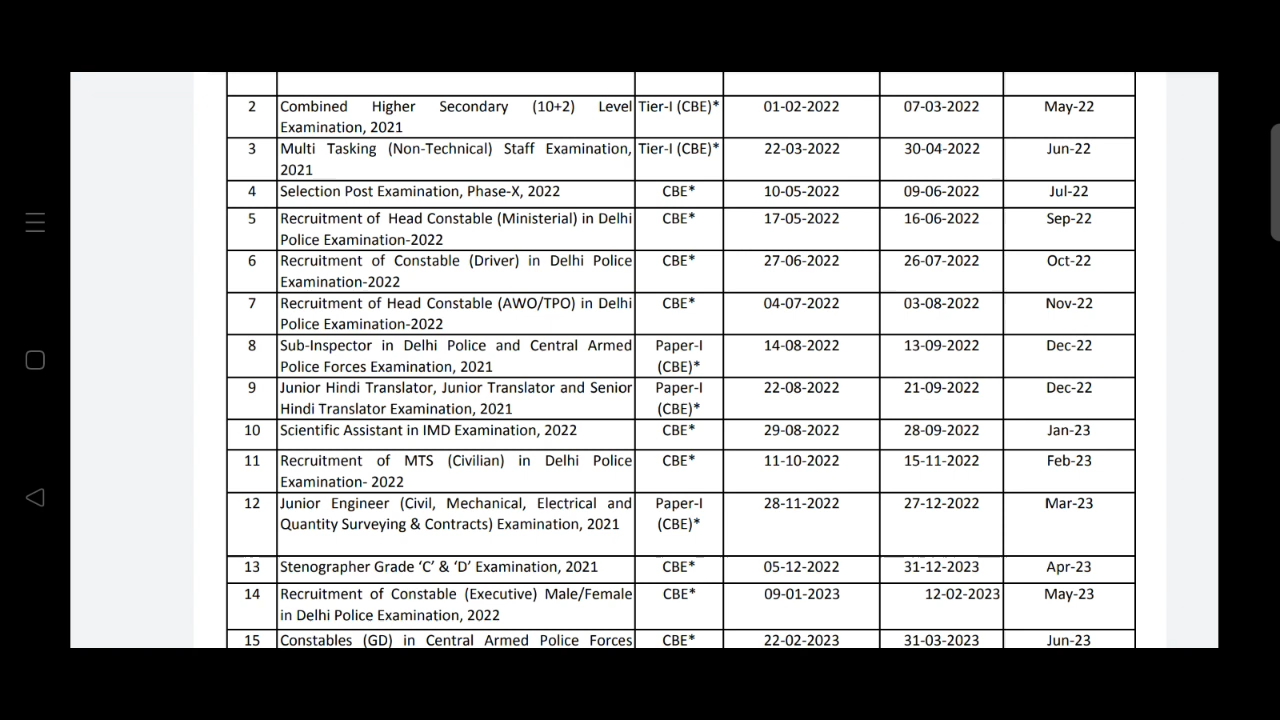 2 Combined Higher Secondary (10+2) Level Tier-I (CBE)* 01-02-2022 07-03-2022 May-22
Examination, 2021
3 Multi Tasking (Non-Technical) Staff Examination, Tier-I (CBE)* 22-03-2022 30-04-2022 Jun-22
2021
4 Selection Post Examination, Phase-X, 2022 CBE* 10-05-2022 09-06-2022 Jul-22
5 Recruitment of Head Constable (Ministerial) in Delhi CBE* 17-05-2022 16-06-2022 Sep-22
Police Examination-2022
6 Recruitment of Constable (Driver) in Delhi Police CBE* 27-06-2022 26-07-2022 Oct-22
Examination-2022
7 Recruitment of Head Constable (AWO/TPO) in Delhi CBE* 04-07-2022 03-08-2022 Nov-22
Police Examination-2022
8 Sub-Inspector in Delhi Police and Central Armed Paper-I 14-08-2022 13-09-2022 Dec-22
Police Forces Examination, 2021 (CBE)*
9 Junior Hindi Translator, Junior Translator and Senior Paper-I 22-08-2022 21-09-2022 Dec-22
Hindi Translator Examination, 2021 (CBE)*
10 Scientific Assistant in IMD Examination, 2022 CBE* 29-08-2022 28-09-2022 Jan-23
11 Recruitment of MTS (Civilian) in Delhi Police CBE* 11-10-2022 15-11-2022 Feb-23
Examination- 2022
12 Junior Engineer (Civil, Mechanical, Electrical and Paper-I 28-11-2022 27-12-2022 Mar-23
Quantity Surveying & Contracts) Examination, 2021 (CBE)*
13 Stenographer Grade ‘C’ & ‘D’ Examination, 2021 CBE* 05-12-2022 31-12-2023 Apr-23
14 Recruitment of Constable (Executive) Male/Female CBE* 09-01-2023 12-02-2023 May-23
in Delhi Police Examination, 2022
15 Constables (GD) in Central Armed Police Forces CBE* 22-02-2023 31-03-2023 Jun-23